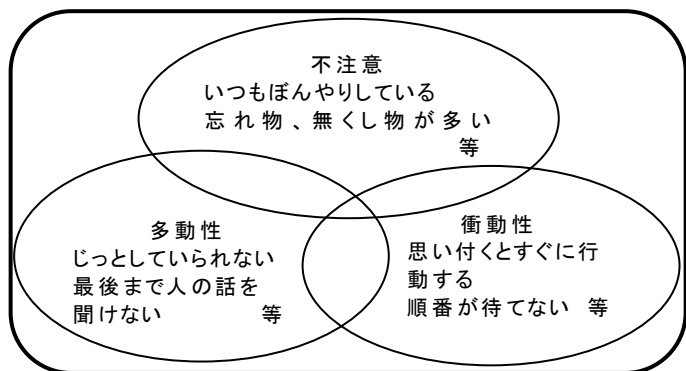 不注意
いつもぼんやりしている
忘れ物、無くし物が多い
等
多動性
じっとしていられない
最後まで人の話を
聞けない 等
衝動性
思い付くとすぐに行
動する
順番が待てない 等